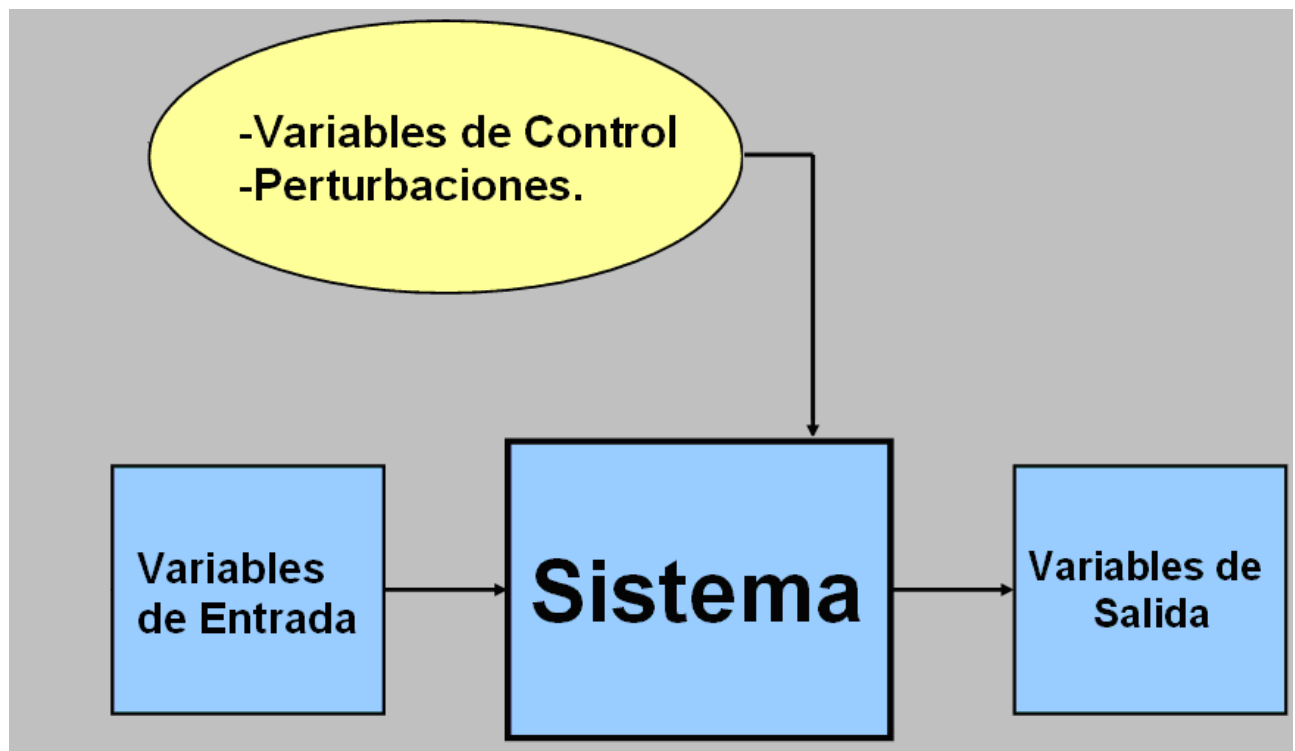 -Variables de Control
-Perturbaciones.
Variables
de Entrada
Sistema
Variables de
Salida